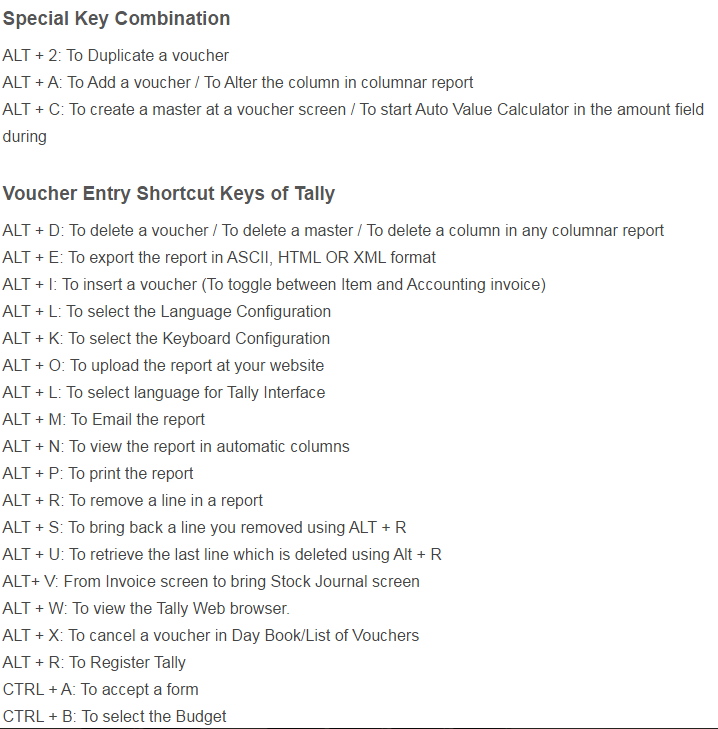 Special Key Combination
ALT + 2: To Duplicate a voucher
ALT + A: To Add a voucher / To Alter the column in columnar report
ALT + C: To create a master at a voucher screen / To start Auto Value Calculator in the amount field
during
Voucher Entry Shortcut Keys of Tally
ALT + D: To delete a voucher / To delete a master / To delete a column in any columnar report
ALT + E: To export the report in ASCII, HTML OR XML format
ALT + I: To insert a voucher (To toggle between Item and Accounting invoice)
ALT + L: To select the Language Configuration
ALT + K: To select the Keyboard Configuration
ALT + O: To upload the report at your website
ALT + L: To select language for Tally Interface
ALT + M: To Email the report
ALT + N: To view the report in automatic columns
ALT + P: To print the report
ALT + R: To remove a line in a report
ALT + S: To bring back a line you removed using ALT + R
ALT + U: To retrieve the last line which is deleted using Alt + R
ALT+ V: From Invoice screen to bring Stock Journal screen
ALT + W: To view the Tally Web browser.
ALT + X: To cancel a voucher in Day Book/List of Vouchers
ALT + R: To Register Tally
CTRL + A: To accept a form
CTRL + B: To select the Budget